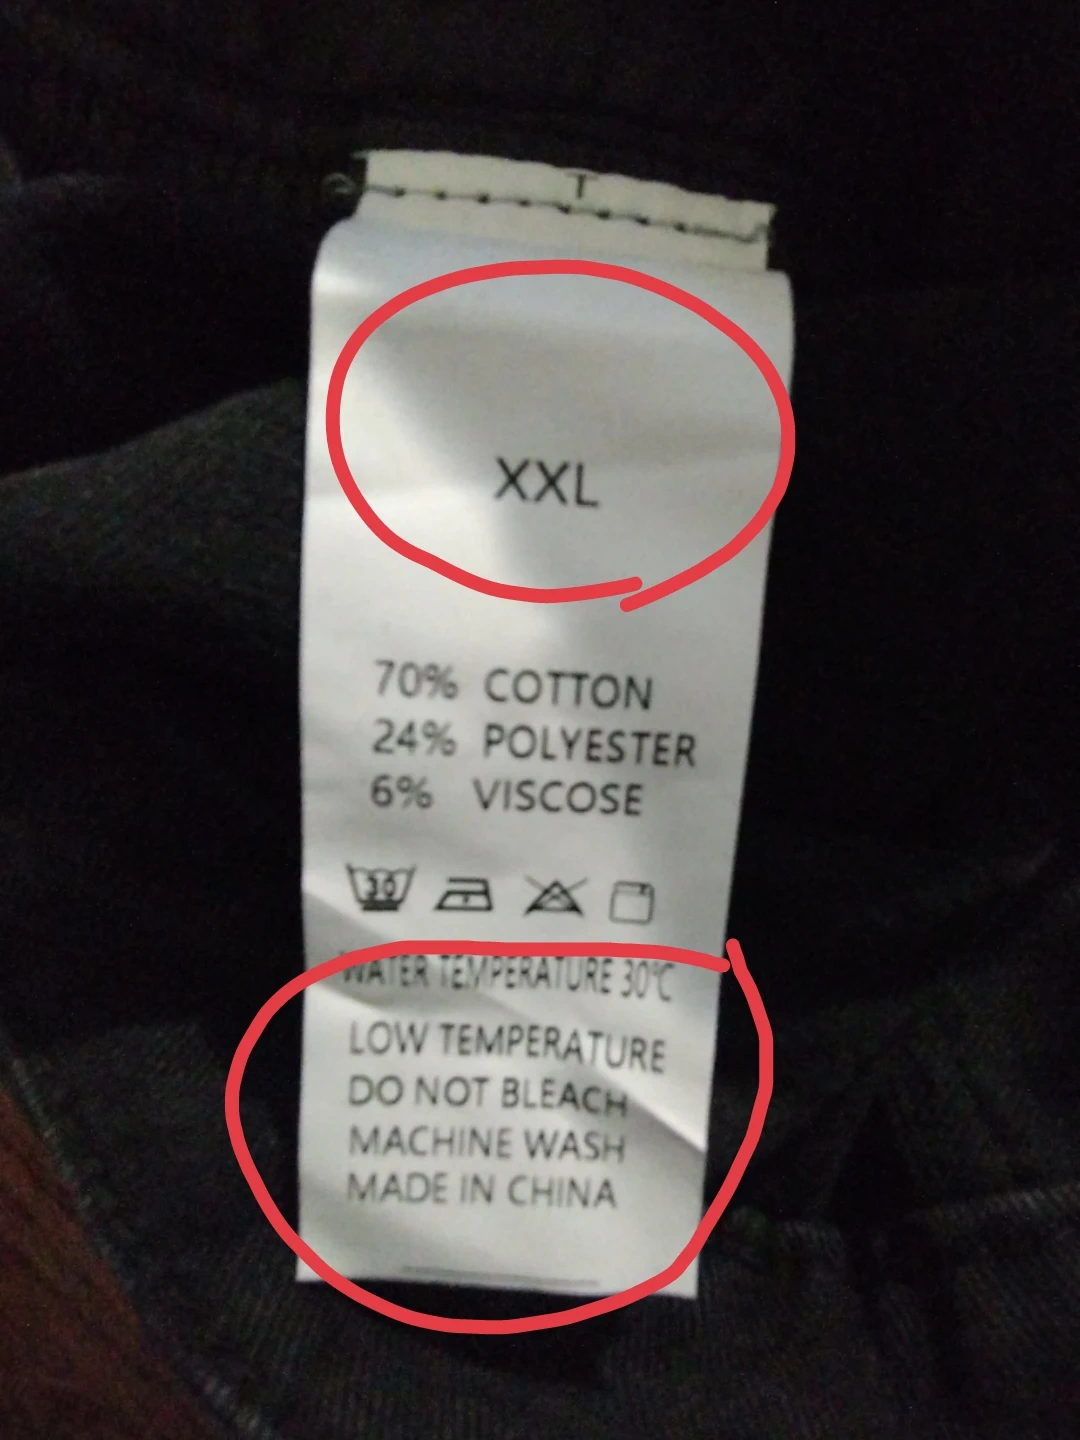 T
XXL
70% COTTON
24% POLYESTER
6% VISCOSE
30
WATER TEMPERATURE 30°C
LOW TEMPERATURE
DO NOT BLEACH
MACHINE WASH
MADE IN CHINA